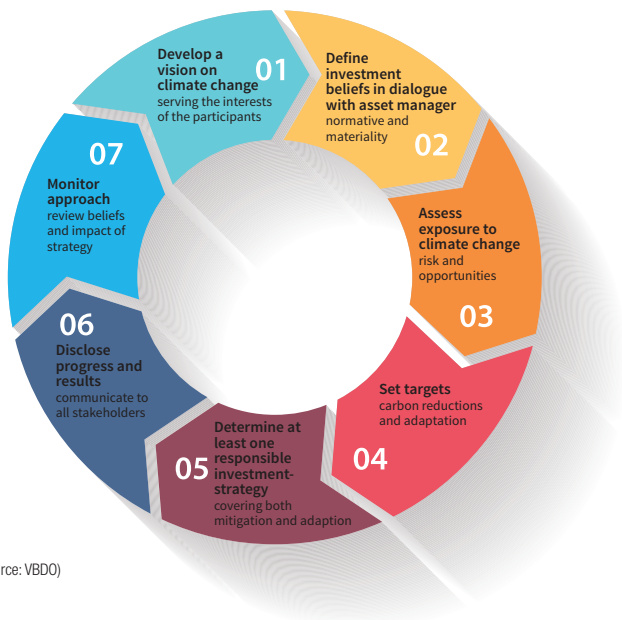 Develop a
vision on
climate change
serving the interests
of the participants
01
Define
investment
beliefs in dialogue
with asset manager
normative and
materiality
02
Assess
exposure to
climate change
risk and
opportunities
03
Set targets
carbon reductions
and adaptation
04
Determine at
least one
responsible
investment-
strategy
covering both
mitigation and adaption
05
06
Disclose
progress and
results
communicate to
all stakeholders
07
Monitor
approach
review beliefs
and impact of
strategy
rce: VBDO)